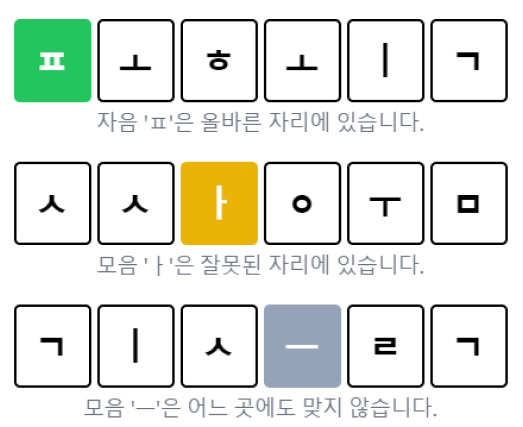 ㅍ ㅗ ㅎ ㅗ ㅣ ㄱ
자음 'ㅍ'은 올바른 자리에 있습니다.
ㅅ ㅅ ㅏ ㅇ ㅜ ㅁ
모음 'ㅏ'은 잘못된 자리에 있습니다.
ㄱ ㅣ ㅅ ㅡ ㄹ ㄱ
모음 'ㅡ'은 어느 곳에도 맞지 않습니다.